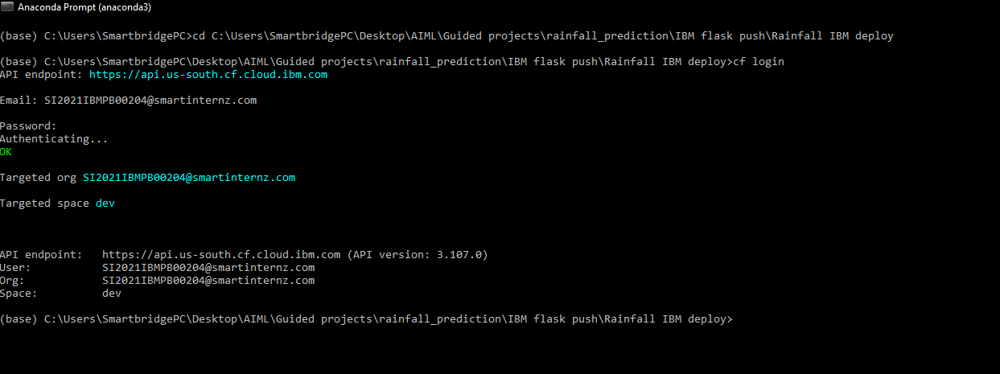 Anaconda Prompt (anaconda3)
(base) C:\Users\SmartbridgePC>cd C:\Users\SmartbridgePC\Desktop\AIML\Guided projects\rainfall_prediction\IBM flask push\Rainfall IBM deploy
(base) C:\Users\SmartbridgePC\Desktop\AIML\Guided projects\rainfall_prediction\IBM flask push\Rainfall IBM deploy>cf login
API endpoint: https://api.us-south.cf.cloud.ibm.com
Email: SI2021IBMPB00204@smartinternz.com
Password:
Authenticating...
OK
Targeted org SI2021IBMPB00204@smartinternz.com
Targeted space dev
API endpoint:   https://api.us-south.cf.cloud.ibm.com (API version: 3.107.0)
User:           SI2021IBMPB00204@smartinternz.com
Org:            SI2021IBMPB00204@smartinternz.com
Space:          dev
(base) C:\Users\SmartbridgePC\Desktop\AIML\Guided projects\rainfall_prediction\IBM flask push\Rainfall IBM deploy>